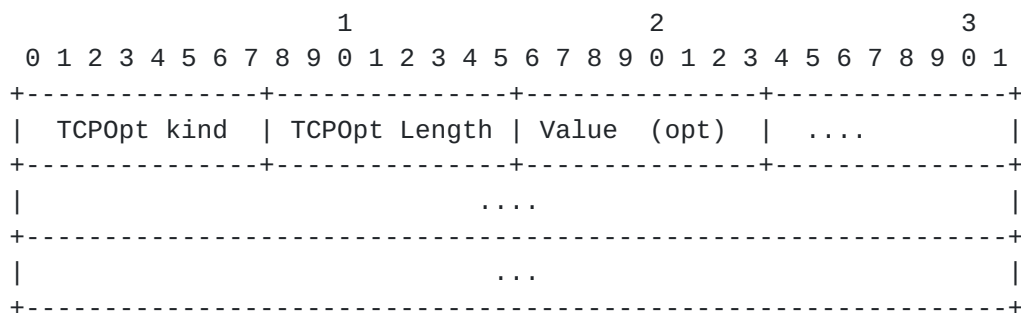 1                   2                   3
 0 1 2 3 4 5 6 7 8 9 0 1 2 3 4 5 6 7 8 9 0 1 2 3 4 5 6 7 8 9 0 1
+---------------+---------------+---------------+---------------+
|  TCPOpt kind  | TCPOpt Length | Value  (opt)  |  ....         |
+---------------+---------------+---------------+---------------+
|                             ....                              |
+---------------------------------------------------------------+
|                              ...                              |
+---------------------------------------------------------------+